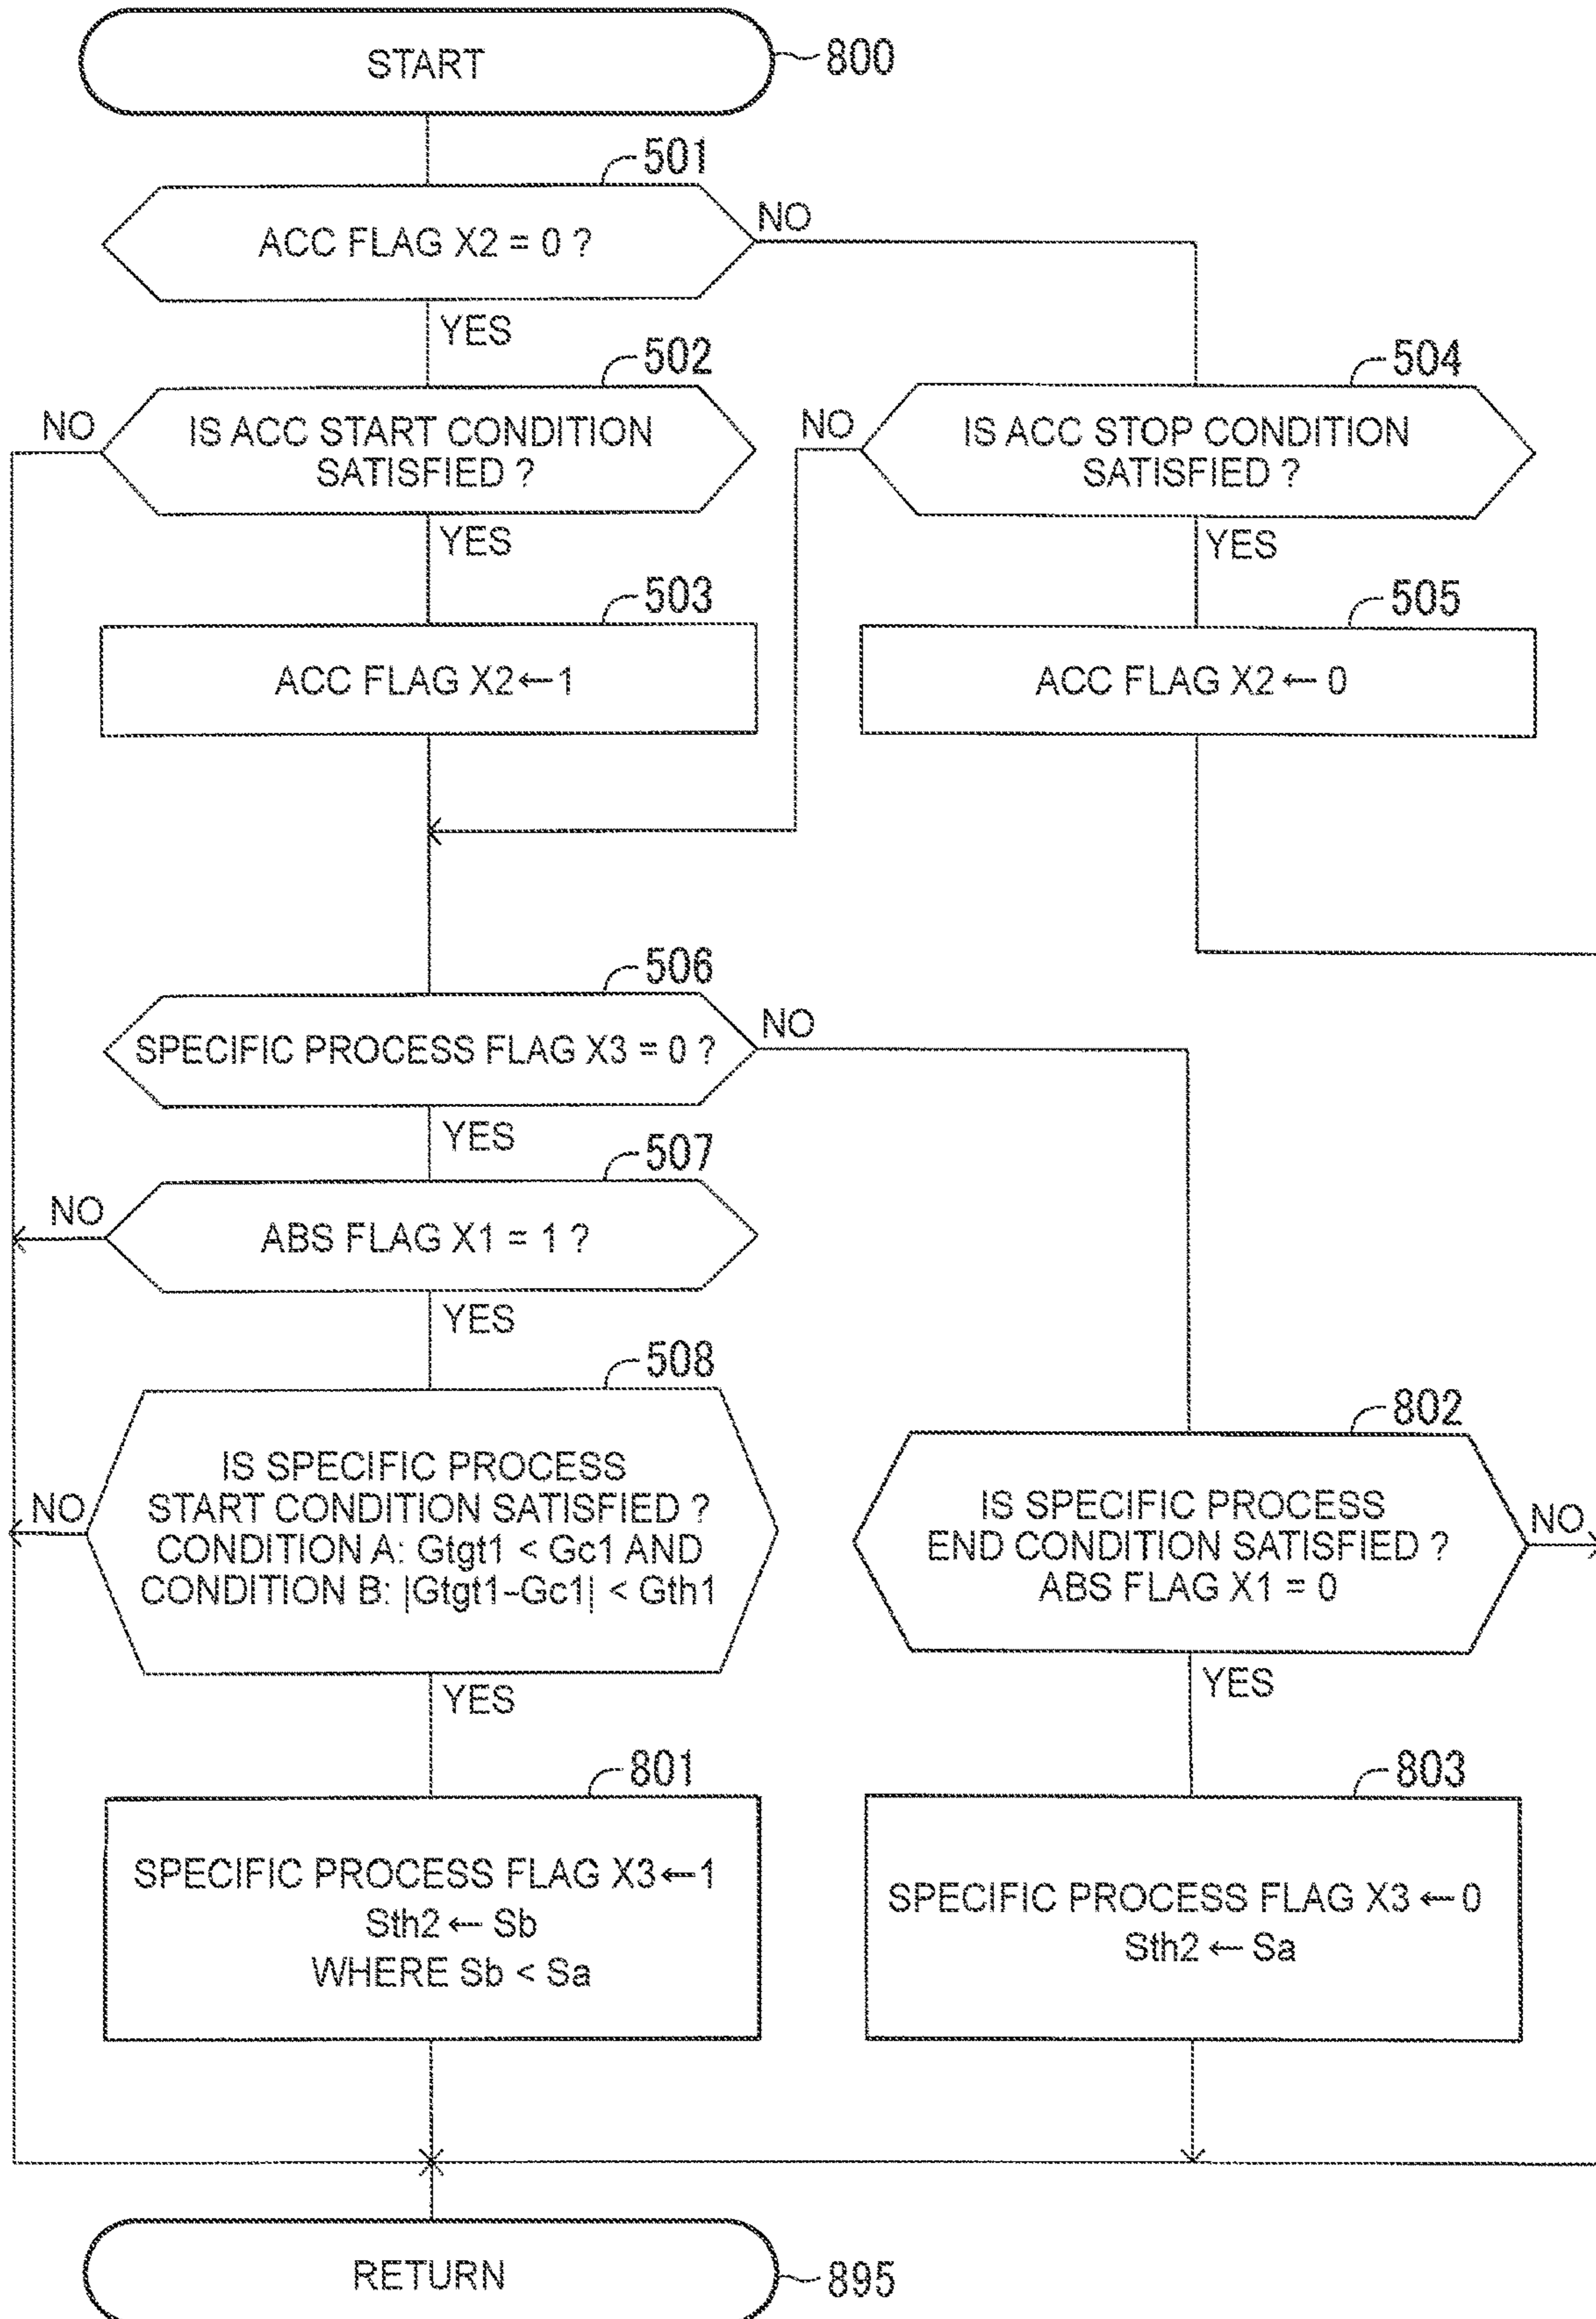 START
800
501
ACC FLAG X2 = 0 ?
NO
YES
502
NO
IS ACC START CONDITION
SATISFIED ?
YES
504
NO
IS ACC STOP CONDITION
SATISFIED ?
YES
503
ACC FLAG X2←1
505
ACC FLAG X2←0
506
SPECIFIC PROCESS FLAG X3 = 0 ?
NO
YES
507
NO
ABS FLAG X1 = 1 ?
YES
508
NO
IS SPECIFIC PROCESS
START CONDITION SATISFIED ?
CONDITION A: Gtgt1 < Gc1 AND
CONDITION B: |Gtgt1-Gc1| < Gth1
YES
802
IS SPECIFIC PROCESS
END CONDITION SATISFIED ?
ABS FLAG X1 = 0
NO
YES
801
SPECIFIC PROCESS FLAG X3←1
Sth2 ← Sb
WHERE Sb < Sa
803
SPECIFIC PROCESS FLAG X3 ← 0
Sth2 ← Sa
RETURN
895